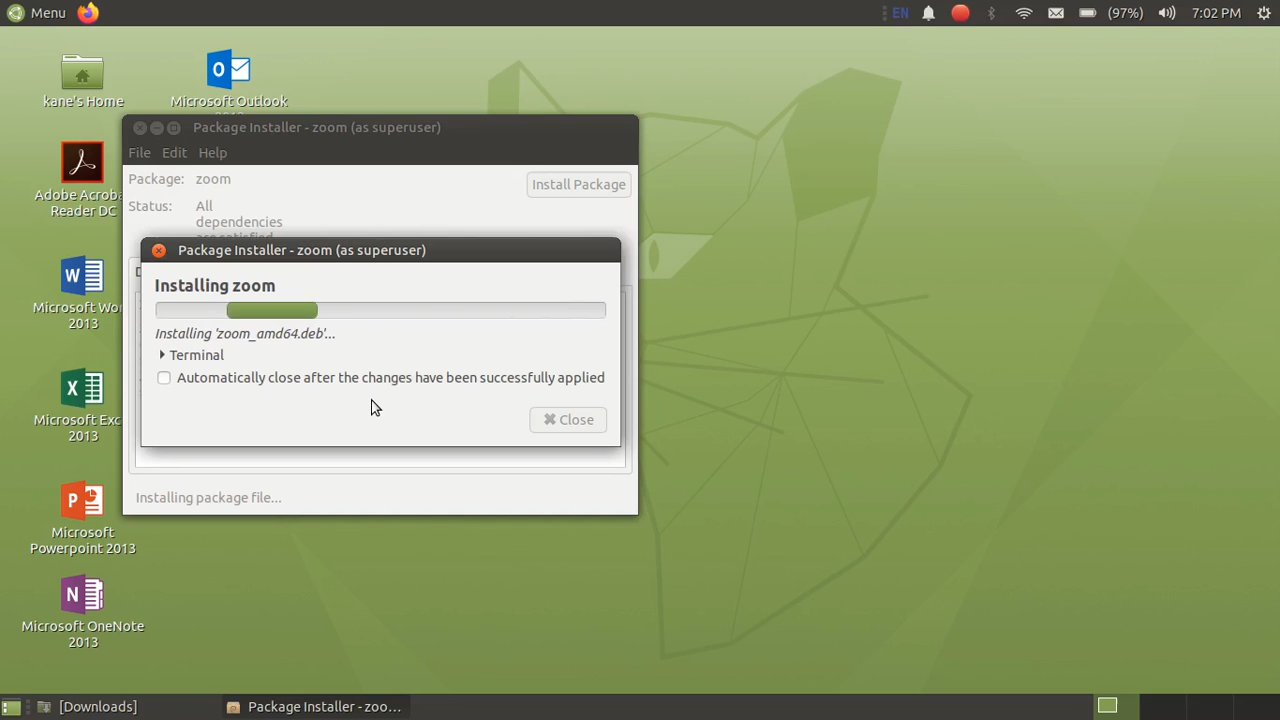 Menu
EN
(97%)
7:02 PM
kane's Home
Microsoft Outlook
Adobe Acroba
Reader DC
Microsoft Wo
2013
Microsoft Exc
2013
Microsoft
Powerpoint 2013
Microsoft OneNote
2013
Package Installer - zoom (as superuser)
File Edit Help
Package: zoom
Install Package
Status: All
dependencies
are satisfied
Package Installer - zoom (as superuser)
Installing zoom
Installing 'zoom_amd64.deb'...
Terminal
Automatically close after the changes have been successfully applied
Close
Installing package file...
[Downloads]
Package Installer - zoo...